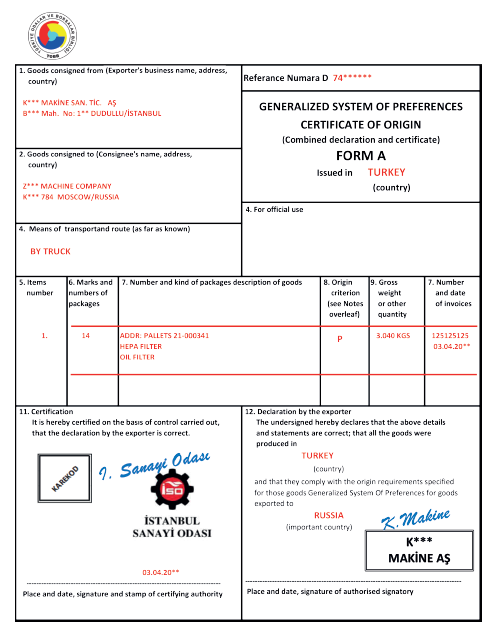 TÜRKİYE ODALAR VE BORSALAR BİRLİĞİ
TOBB
1. Goods consigned from (Exporter's business name, address,
country)
K*** MAKİNE SAN. TİC. AŞ
B*** Mah. No: 1** DUDULLU/İSTANBUL
Referance Numara D 74******
GENERALIZED SYSTEM OF PREFERENCES
CERTIFICATE OF ORIGIN
(Combined declaration and certificate)
FORM A
Issued in TURKEY
(country)
2. Goods consigned to (Consignee's name, address,
country)
Z*** MACHINE COMPANY
K*** 784 MOSCOW/RUSSIA
4. For official use
4. Means of transportand route (as far as known)
BY TRUCK
5. Items
number
6. Marks and
numbers of
packages
7. Number and kind of packages description of goods
8. Origin
criterion
(see Notes
overleaf)
9. Gross
weight
or other
quantity
7. Number
and date
of invoices
1.
14
ADDR: PALLETS 21-000341
HEPA FILTER
OIL FILTER
P
3.040 KGS
125125125
03.04.20**
11. Certification
It is hereby certified on the basis of control carried out,
that the declaration by the exporter is correct.
KAREKOD
İ. Sanayi Odası
iso
İSTANBUL
SANAYİ ODASI
03.04.20**
Place and date, signature and stamp of certifying authority
12. Declaration by the exporter
The undersigned hereby declares that the above details
and statements are correct; that all the goods were
produced in
TURKEY
(country)
and that they comply with the origin requirements specified
for those goods Generalized System Of Preferences for goods
exported to
RUSSIA
(important country)
K.Makine
K***
MAKİNE AŞ
Place and date, signature of authorised signatory